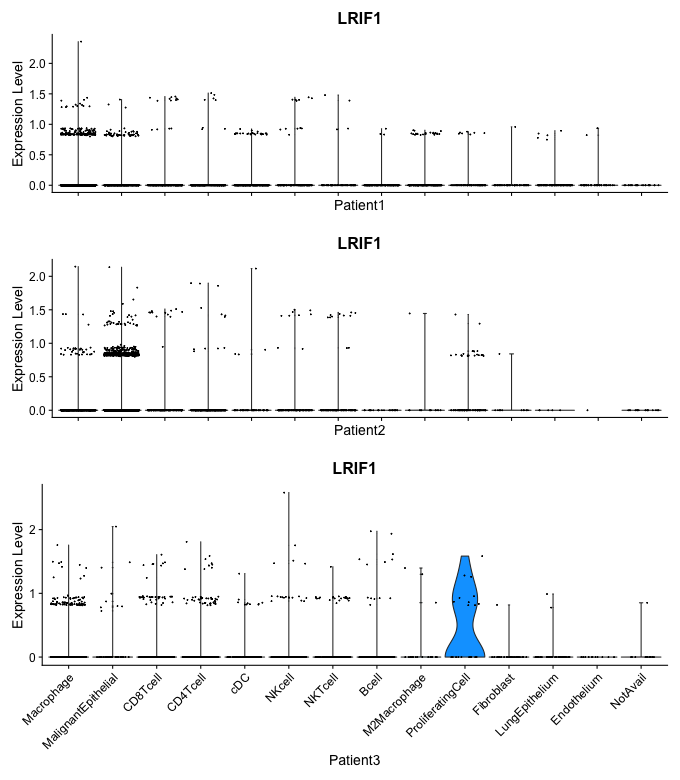 LRIF1
Expression Level
2.0
1.5
1.0
0.5
0.0
Patient1
LRIF1
Expression Level
2.0
1.5
1.0
0.5
0.0
Patient2
LRIF1
Expression Level
2
1
0
Macrophage
MalignantEpithelial
CD8Tcell
CD4Tcell
cDC
NKcell
NKTcell
Bcell
M2Macrophage
ProliferatingCell
Fibroblast
LungEpithelium
Endothelium
NotAvail
Patient3